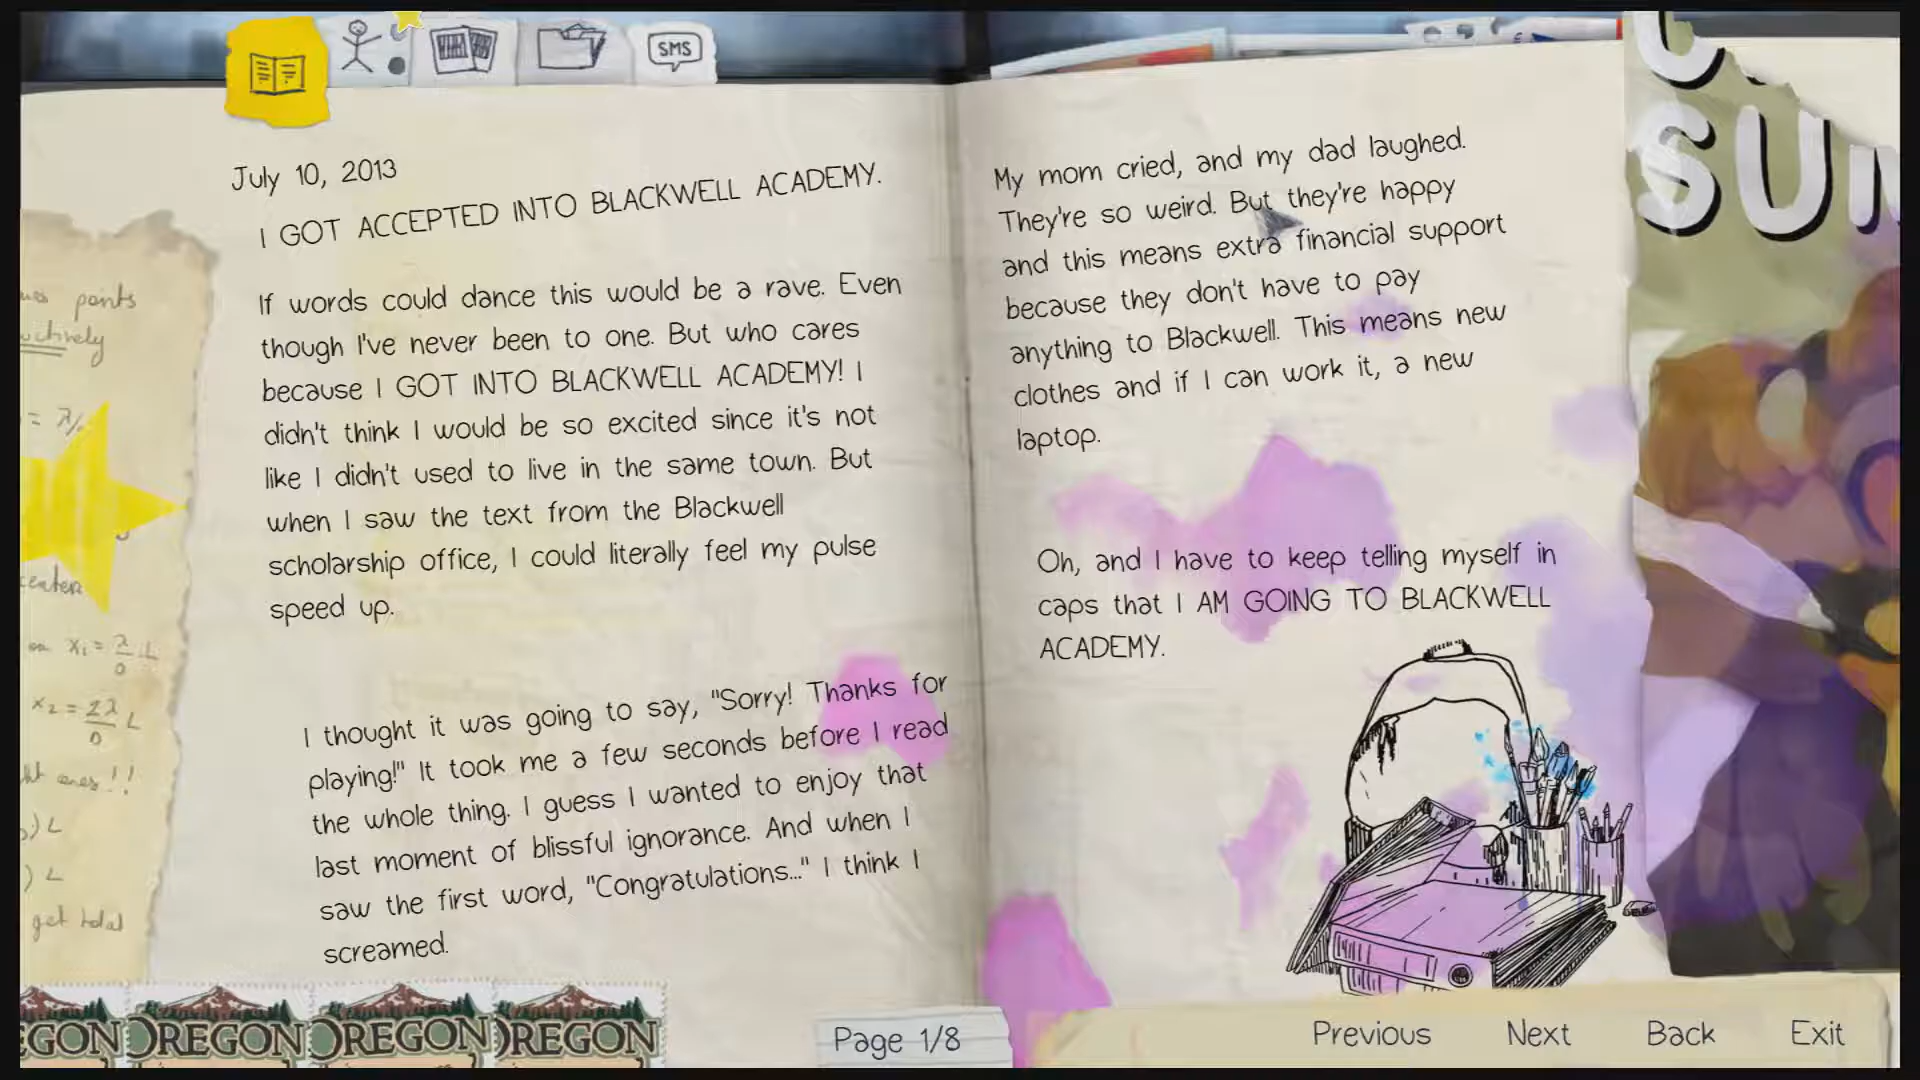 SMS
July 10, 2013
I GOT ACCEPTED INTO BLACKWELL ACADEMY.
If words could dance this would be a rave. Even
though I've never been to one. But who cares
because I GOT INTO BLACKWELL ACADEMY! I
didn't think I would be so excited since it's not
like I didn't used to live in the same town. But
when I saw the text from the Blackwell
scholarship office, I could literally feel my pulse
speed up.
I thought it was going to say, "Sorry! Thanks for
playing!" It took me a few seconds before I read
the whole thing. I guess I wanted to enjoy that
last moment of blissful ignorance. And when I
saw the first word, "Congratulations..." I think I
screamed.
My mom cried, and my dad laughed.
They're so weird. But they're happy
and this means extra financial support
because they don't have to pay
anything to Blackwell. This means new
clothes and if I can work it, a new
laptop.
Oh, and I have to keep telling myself in
caps that I AM GOING TO BLACKWELL
ACADEMY.
points
get total
EGON OREGON OREGON OREGON
SUN
Page 1/8
Previous Next Back Exit